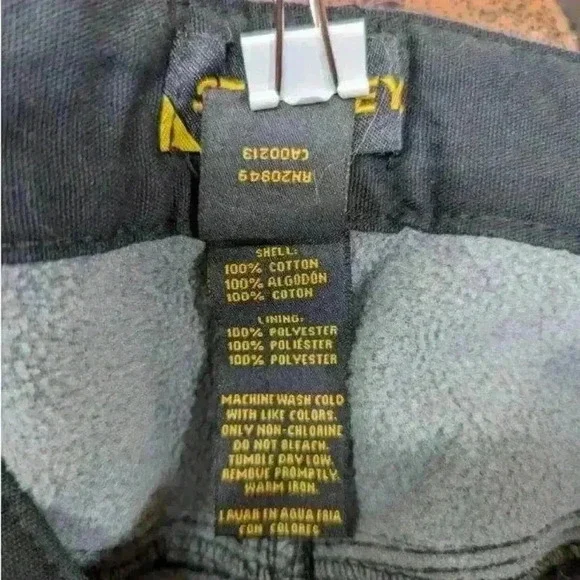 RN20949
CA00213
SHELL:
100% COTTON
100% ALGODÓN
100% COTON
LINING:
100% POLYESTER
100% POLIÉSTER
100% POLYESTER
MACHINE WASH COLD
WITH LIKE COLORS.
ONLY NON-CHLORINE
DO NOT BLEACH.
TUMBLE DRY LOW.
REMOVE PROMPTLY.
WARM IRON.
LAVAR EN AGUA FRIA
CON COLORES